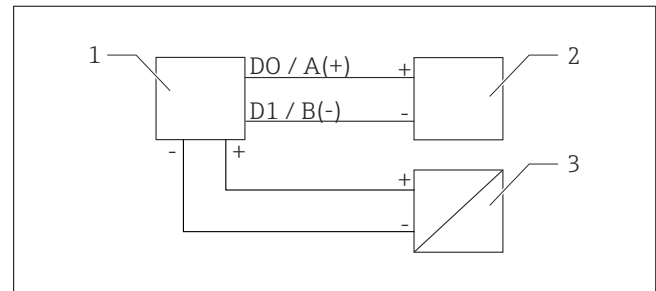 1 DO / A(+) + 2
D1 / B(-) -
- +
+ 3
-